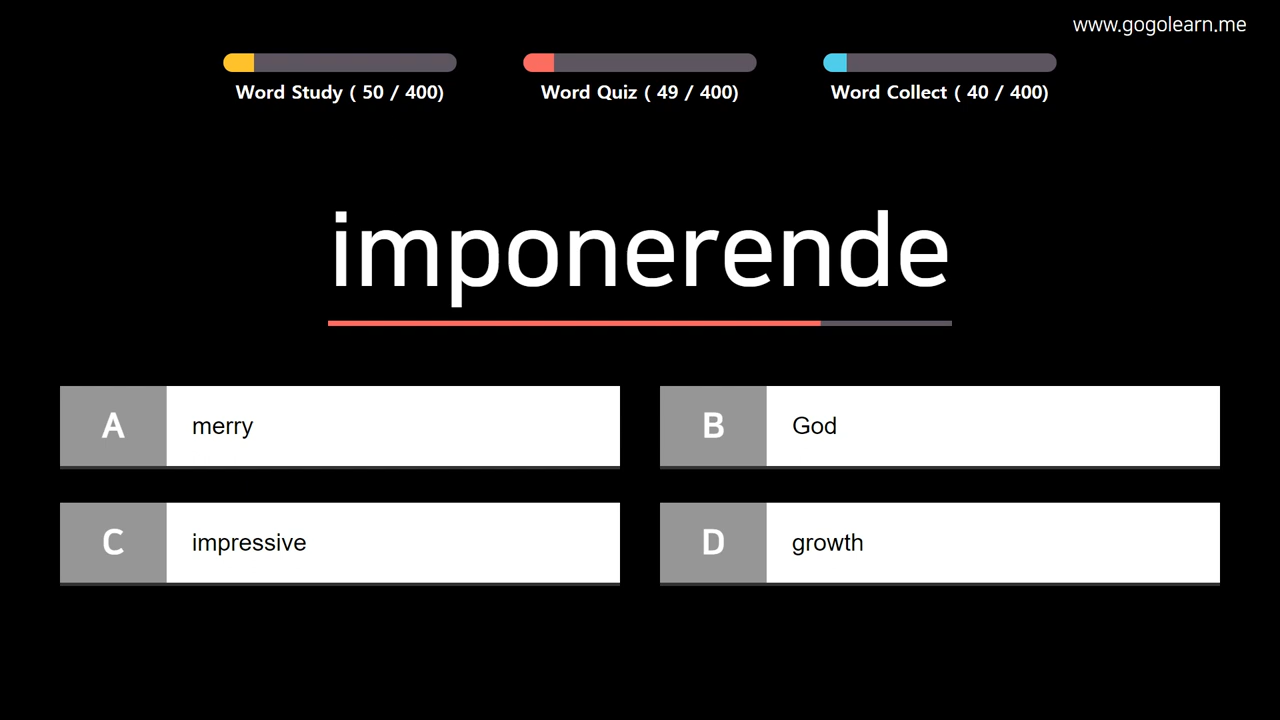 www.gogolearn.me
Word Study ( 50 / 400)
Word Quiz ( 49 / 400)
Word Collect ( 40 / 400)
imponerende
A merry
B God
C impressive
D growth